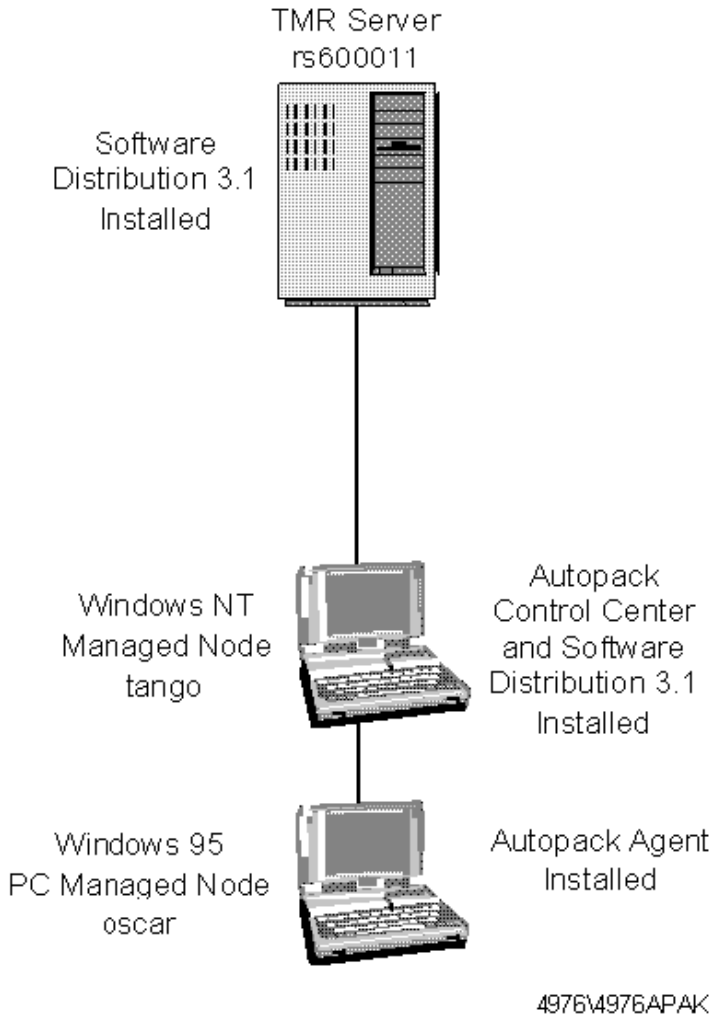 TMR Server
rs600011
Software
Distribution 3.1
Installed
Windows NT
Managed Node
tango
Autopack
Control Center
and Software
Distribution 3.1
Installed
Windows 95
PC Managed Node
oscar
Autopack Agent
Installed
4976\4976APAK